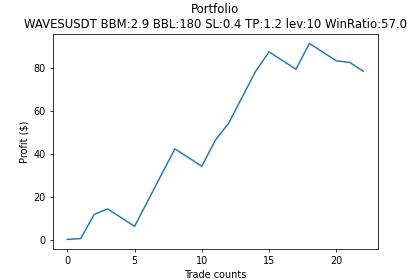 Portfolio
WAVESUSDT BBM:2.9 BBL:180 SL:0.4 TP:1.2 lev:10 WinRatio:57.0
Profit ($)
80
60
40
20
0
0 5 10 15 20
Trade counts